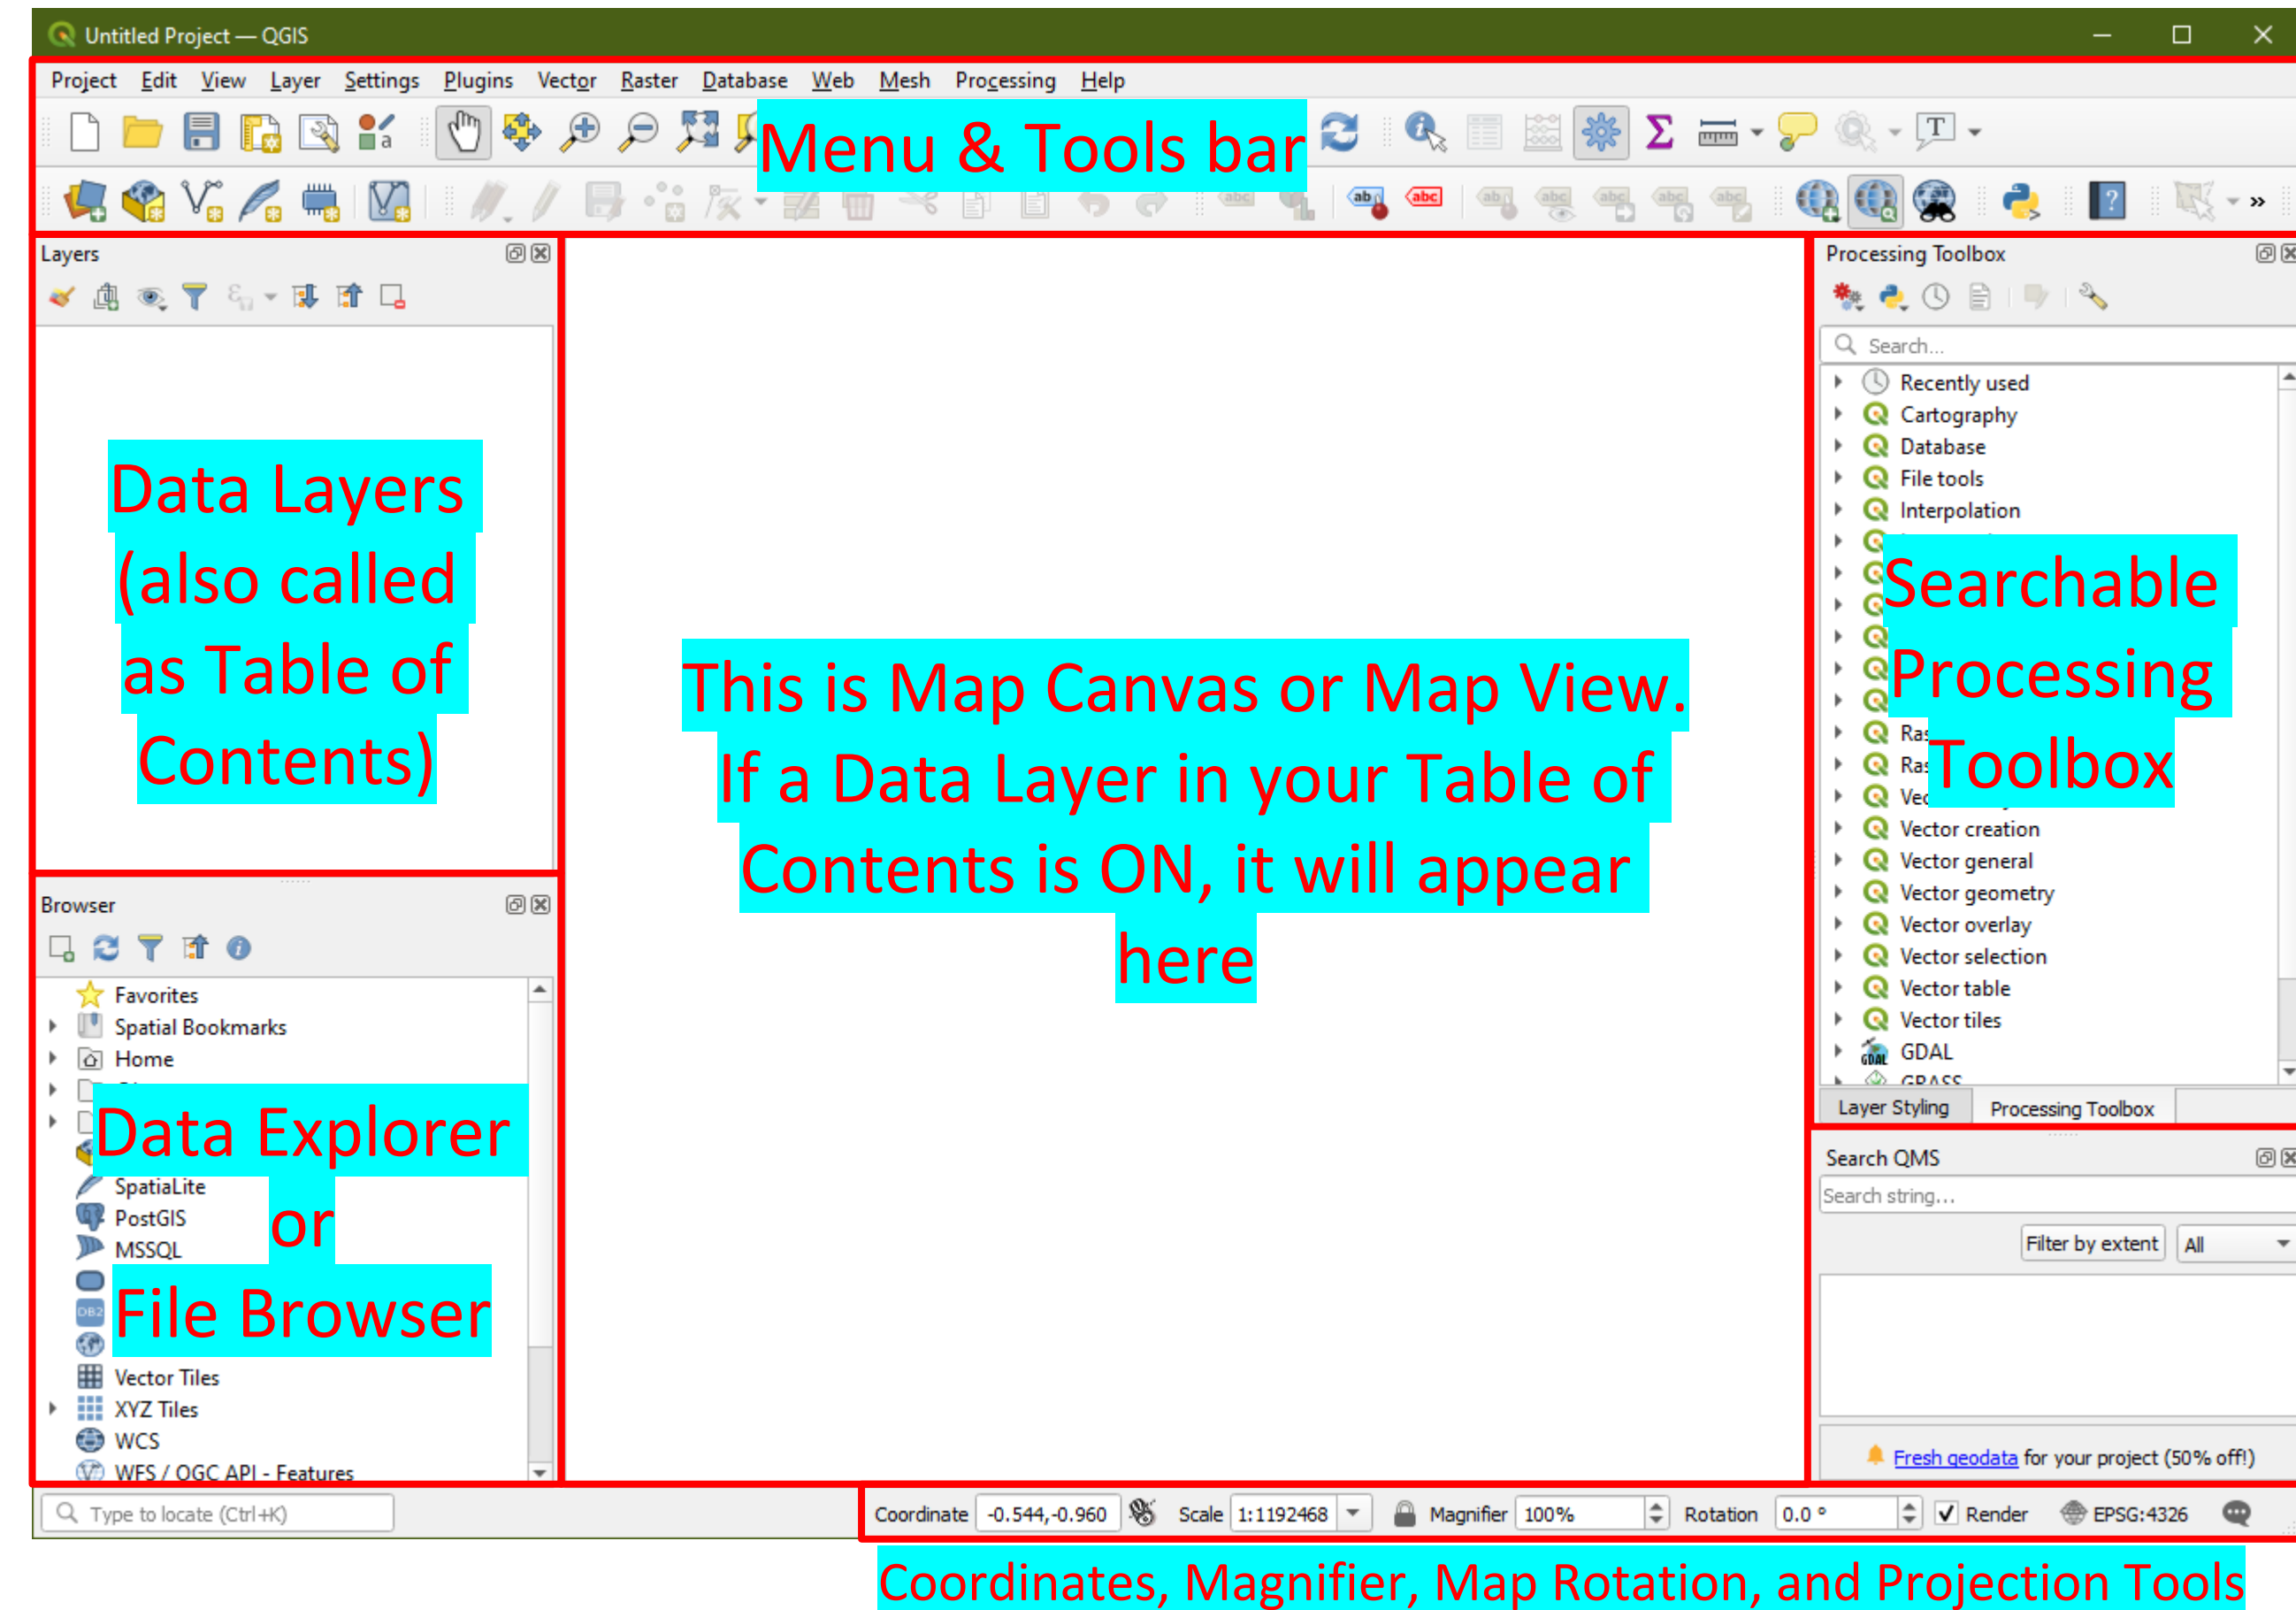 Untitled Project — QGIS
Project Edit View Layer Settings Plugins Vector Raster Database Web Mesh Processing Help
Menu & Tools bar
Layers
Data Layers
(also called
as Table of
Contents)
Browser
Favorites
Spatial Bookmarks
Home
Data Explorer
or
File Browser
SpatiaLite
PostGIS
MSSQL
DB2
Vector Tiles
XYZ Tiles
WCS
WFS / OGC API - Features
This is Map Canvas or Map View.
If a Data Layer in your Table of
Contents is ON, it will appear
here
Processing Toolbox
Search...
Recently used
Cartography
Database
File tools
Interpolation
Searchable
Processing
Toolbox
Vector creation
Vector general
Vector geometry
Vector overlay
Vector selection
Vector table
Vector tiles
GDAL
GRASS
Layer Styling Processing Toolbox
Search QMS
Search string...
Filter by extent All
Fresh geodata for your project (50% off!)
Type to locate (Ctrl+K)
Coordinate -0.544,-0.960 Scale 1:1192468 Magnifier 100% Rotation 0.0 ° Render EPSG:4326
Coordinates, Magnifier, Map Rotation, and Projection Tools